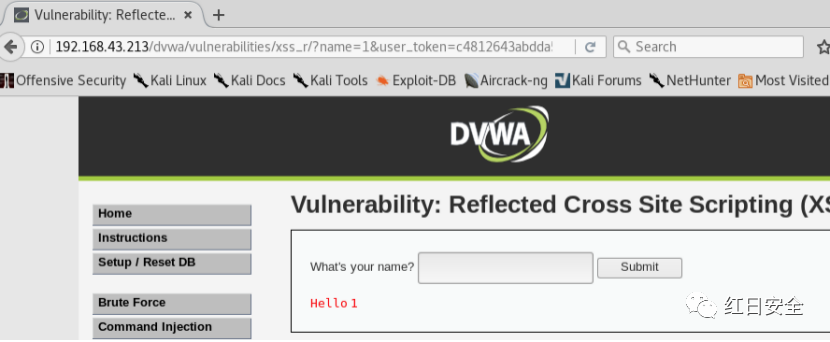 Vulnerability: Reflecte...
192.168.43.213/dvwa/vulnerabilities/xss_r/?name=1&user_token=c4812643abdda5
Search
Offensive Security Kali Linux Kali Docs Kali Tools Exploit-DB Aircrack-ng Kali Forums NetHunter Most Visited
DVWA
Vulnerability: Reflected Cross Site Scripting (XS
Home
Instructions
Setup / Reset DB
Brute Force
Command Injection
What's your name? Submit
Hello 1
红日安全